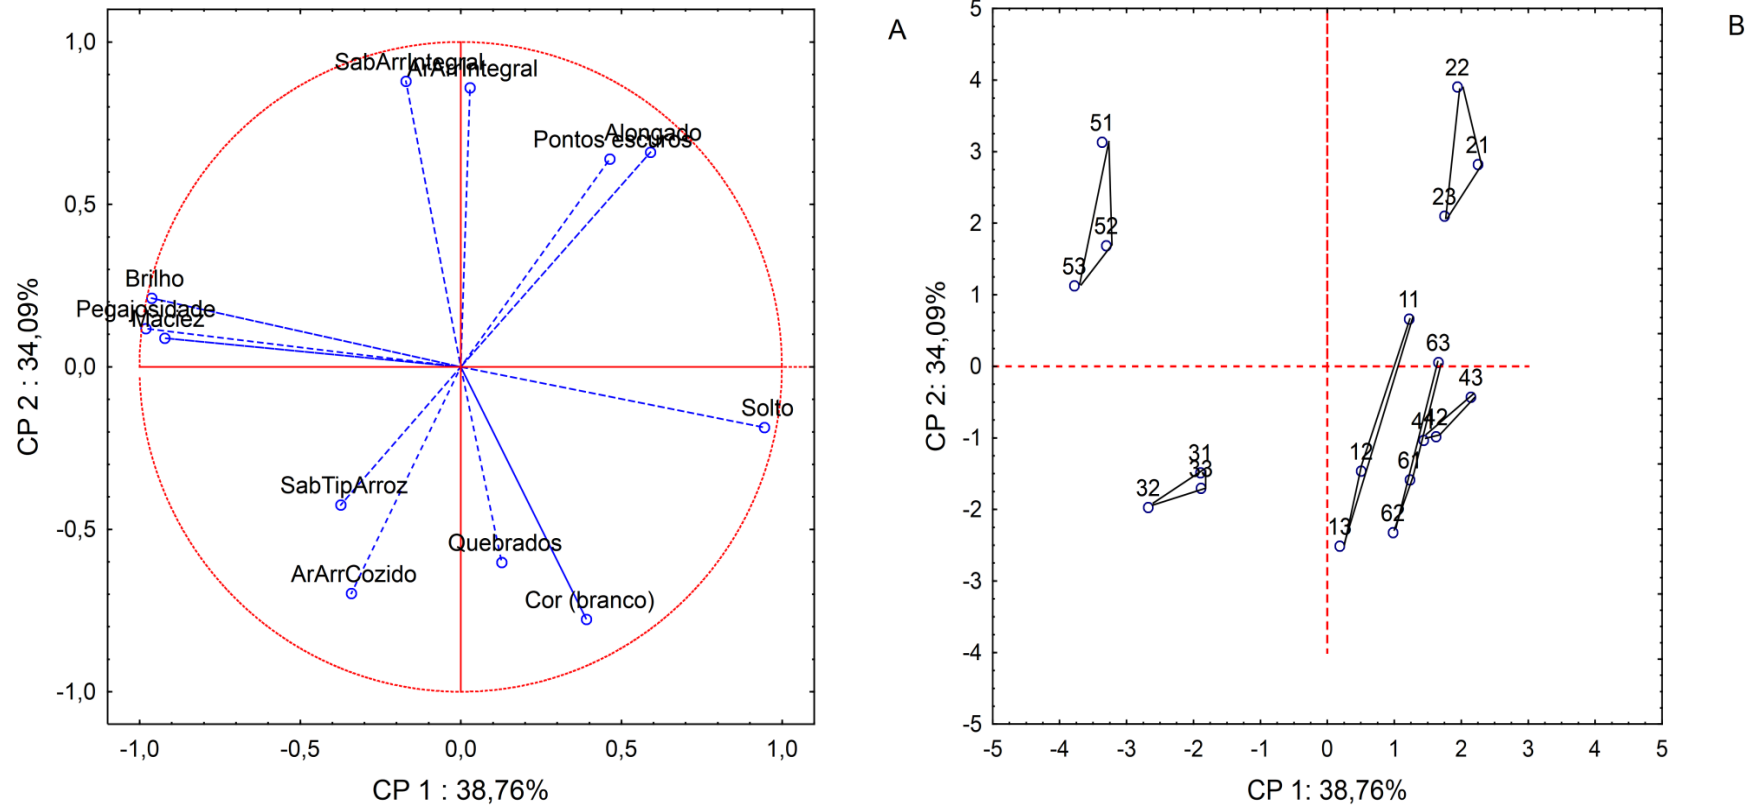 A
1,0
0,5
0,0
-0,5
-1,0
CP 2 : 34,09%
SabArrIntegral
ArArrIntegral
Alongado
Pontos escuros
Brilho
Pegajosidade
Maciez
Solto
SabTipArroz
Quebrados
ArArrCozido
Cor (branco)
-1,0 -0,5 0,0 0,5 1,0
CP 1 : 38,76%
B
5
4
3
2
1
0
-1
-2
-3
-4
-5
CP 2: 34,09%
22
51
21
23
52
53
11
63
43
41
42
12
61
31
33
32
62
13
-5 -4 -3 -2 -1 0 1 2 3 4 5
CP 1: 38,76%